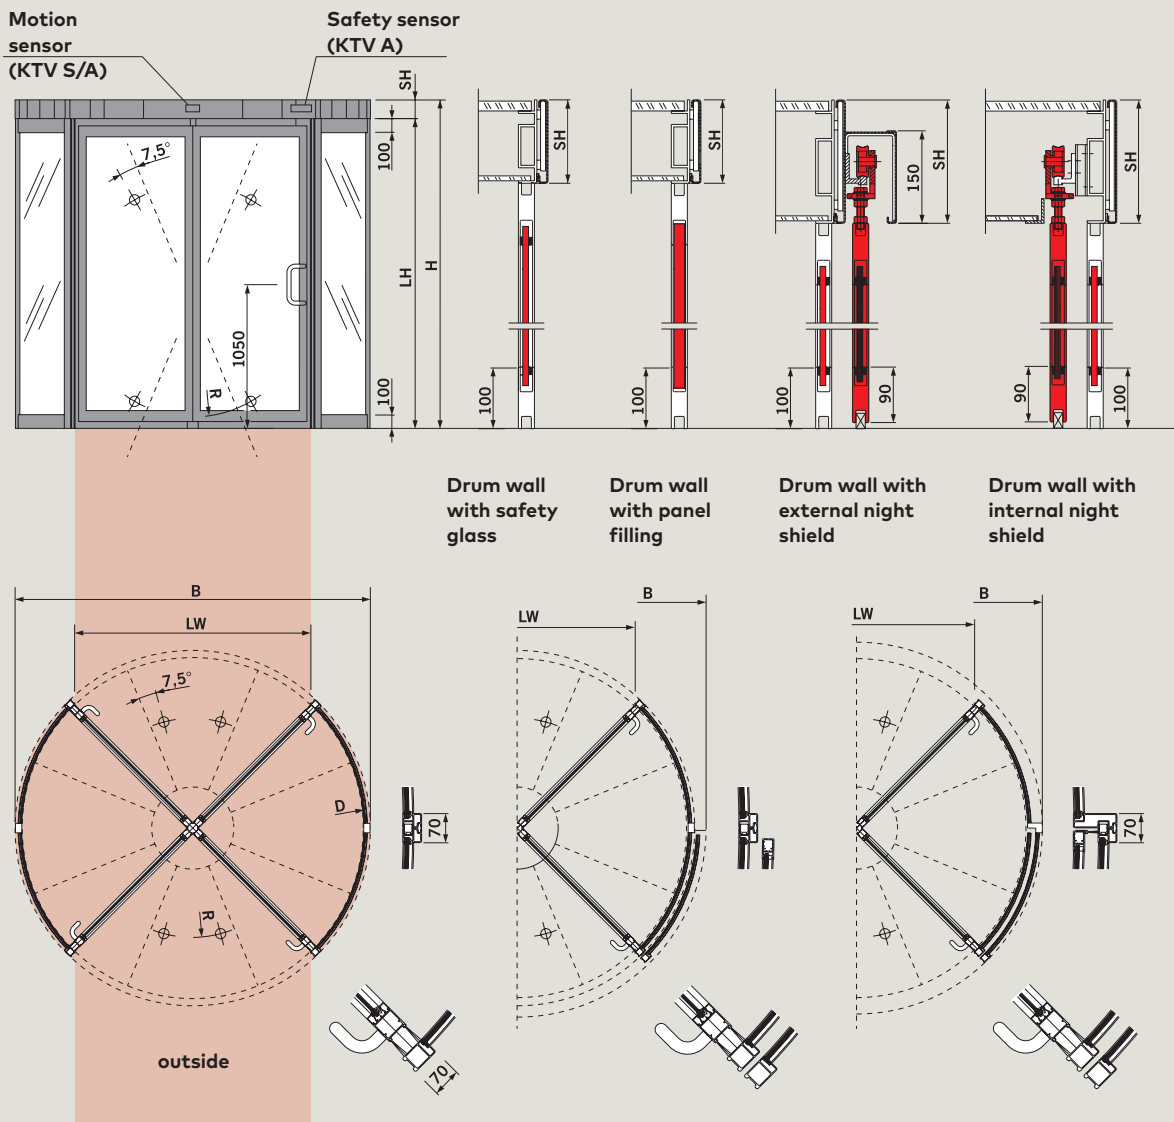 Motion
sensor
(KTV S/A)
Safety sensor
(KTV A)
SH
SH
SH
SH
SH
7,5°
100
150
LH
H
1050
R
100
100
100
100
90
90
100
Drum wall
with safety
glass
Drum wall
with panel
filling
Drum wall with
external night
shield
Drum wall with
internal night
shield
B
LW
B
LW
B
LW
7,5°
D
70
70
70
R
outside
70